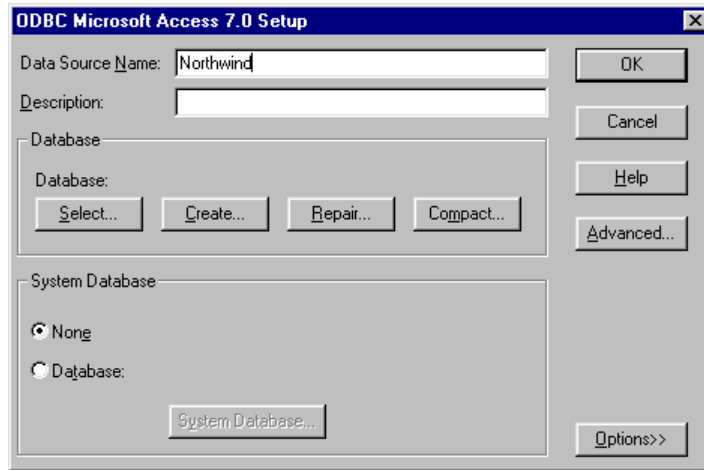 ODBC Microsoft Access 7.0 Setup
Data Source Name: Northwind
OK
Description:
Cancel
Database
Database:
Help
Select... Create... Repair... Compact...
Advanced...
System Database
None
Database:
System Database...
Options>>